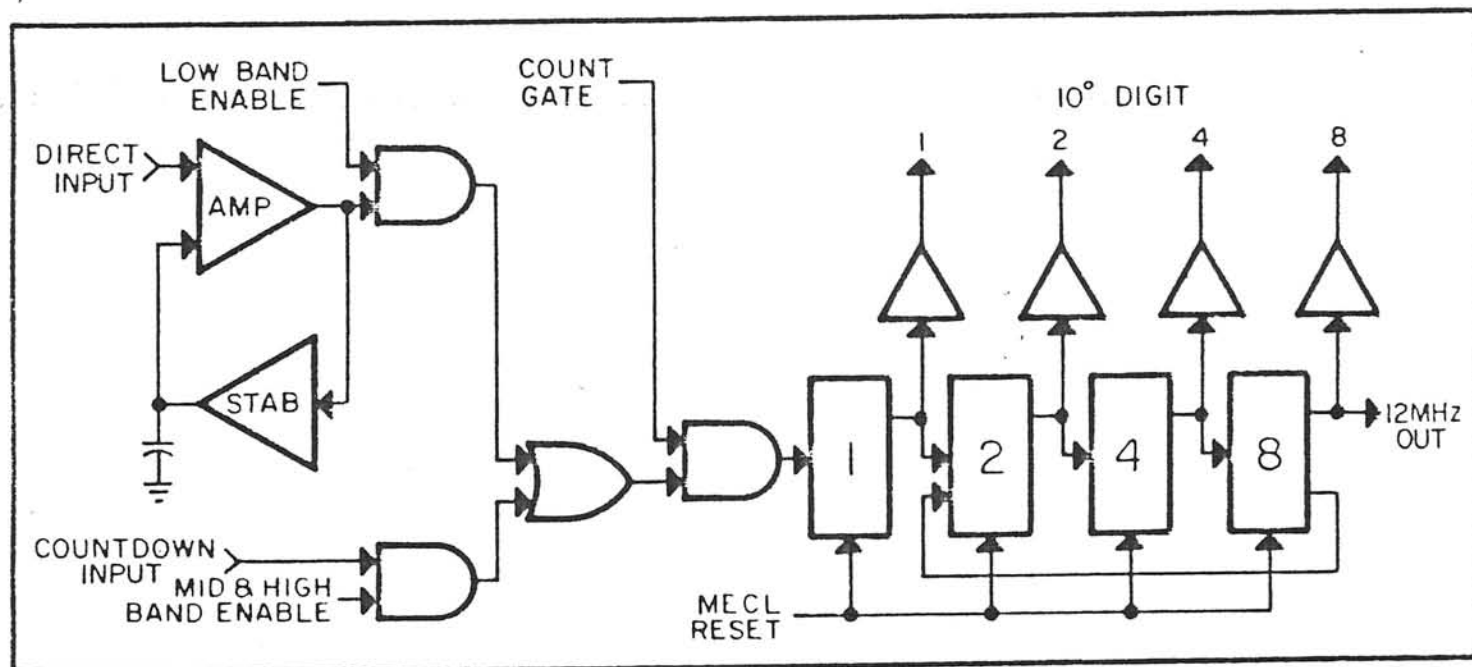 LOW BAND
ENABLE
COUNT
GATE
10° DIGIT
1
2
4
8
DIRECT
INPUT
AMP
STAB
1
2
4
8
12MHz
OUT
COUNTDOWN
INPUT
MID & HIGH
BAND ENABLE
MECL
RESET